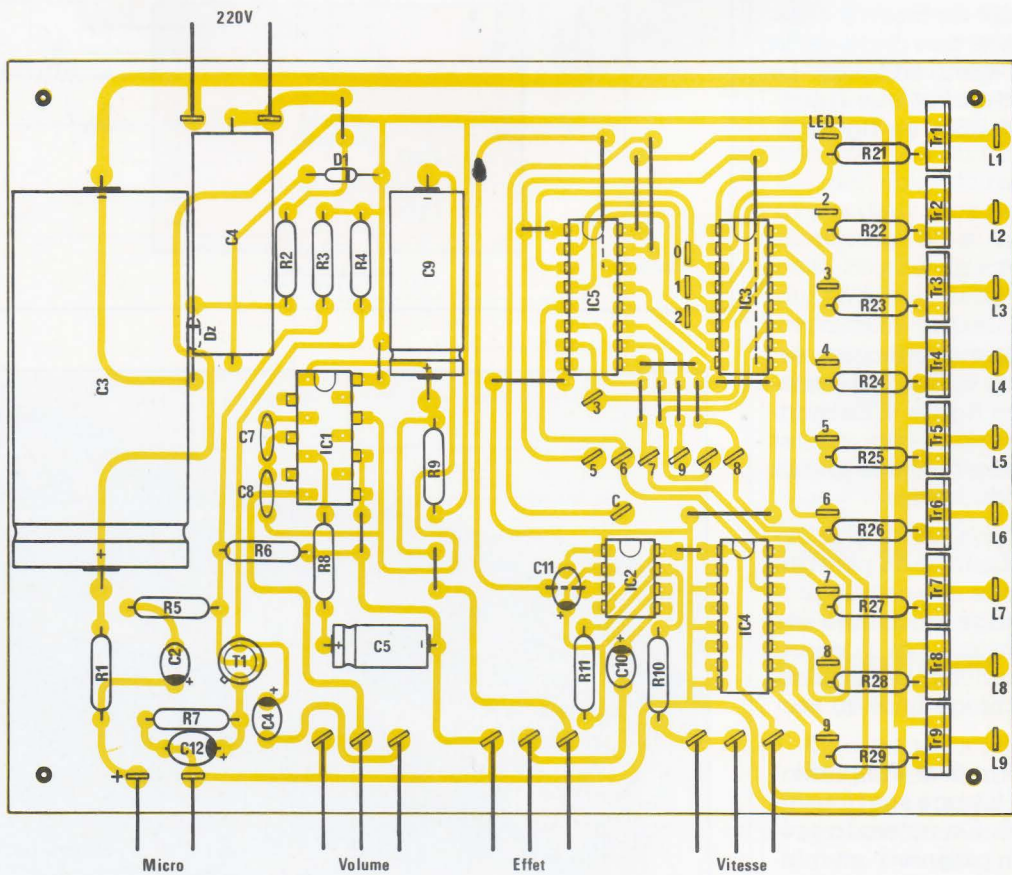 220V
LED1
Tr1
R21
L1
D1
2
Tr2
R22
L2
C4
R2
R3
R4
C9
0
IC5
IC3
1
2
3
Tr3
R23
L3
Dz
C3
4
Tr4
R24
L4
3
IC1
C7
R9
5
Tr5
R25
L5
5
6
7
9
4
8
C8
C
6
Tr6
R26
L6
R6
R8
C11
IC2
IC4
7
Tr7
R27
L7
R5
R1
C2
T1
C5
R11
C10
R10
8
Tr8
R28
L8
R7
C4
C12
9
Tr9
R29
L9
Micro
Volume
Effet
Vitesse